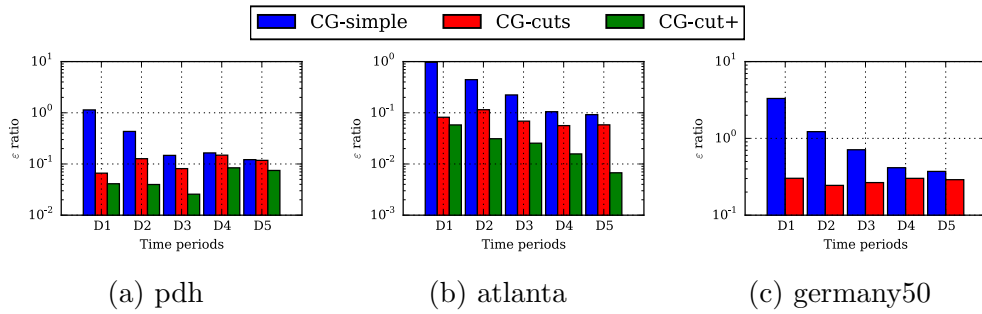 CG-simple CG-cuts CG-cut+
10^1
10^0
10^-1
10^-2
ε ratio
D1 D2 D3 D4 D5
Time periods
(a) pdh
10^0
10^-1
10^-2
10^-3
ε ratio
D1 D2 D3 D4 D5
Time periods
(b) atlanta
10^1
10^0
10^-1
ε ratio
D1 D2 D3 D4 D5
Time periods
(c) germany50